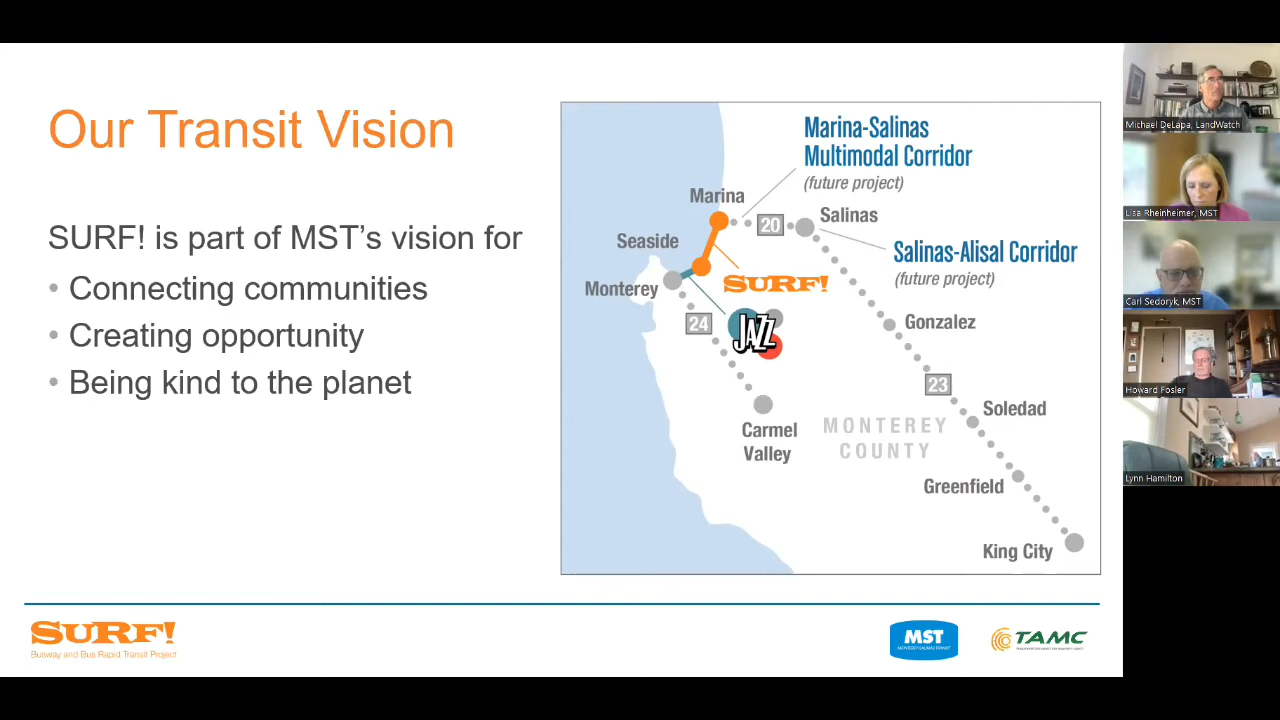 Our Transit Vision
SURF! is part of MST's vision for
• Connecting communities
• Creating opportunity
• Being kind to the planet
Marina-Salinas
Multimodal Corridor
(future project)
Marina
20
Salinas
Seaside
Salinas-Alisal Corridor
(future project)
Monterey
SURF!
24
JAZZ
Gonzalez
23
Soledad
Carmel
Valley
MONTEREY
COUNTY
Greenfield
King City
SURF!
Busway and Bus Rapid Transit Project
MST
MONTEREY-SALINAS TRANSIT
TAMC
Michael DeLapa, LandWatch
Lisa Rheinheimer, MST
Carl Sedoryk, MST
Howard Fosler
Lynn Hamilton